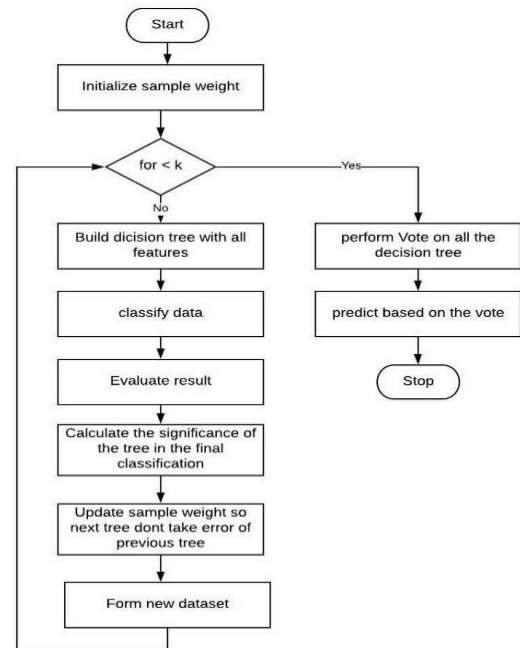 Start
Initialize sample weight
for < k
Yes
No
Build dicision tree with all
features
perform Vote on all the
decision tree
classify data
predict based on the vote
Evaluate result
Stop
Calculate the significance of
the tree in the final
classification
Update sample weight so
next tree dont take error of
previous tree
Form new dataset